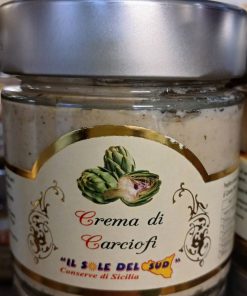 Crema di
Carciofi
"IL SOLE DEL SUD"
Conserve di Sicilia